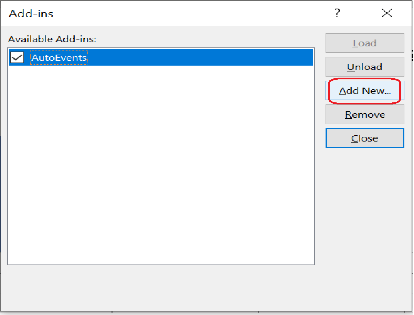 Add-ins
?
Available Add-ins:
AutoEvents
Load
Unload
Add New...
Remove
Close